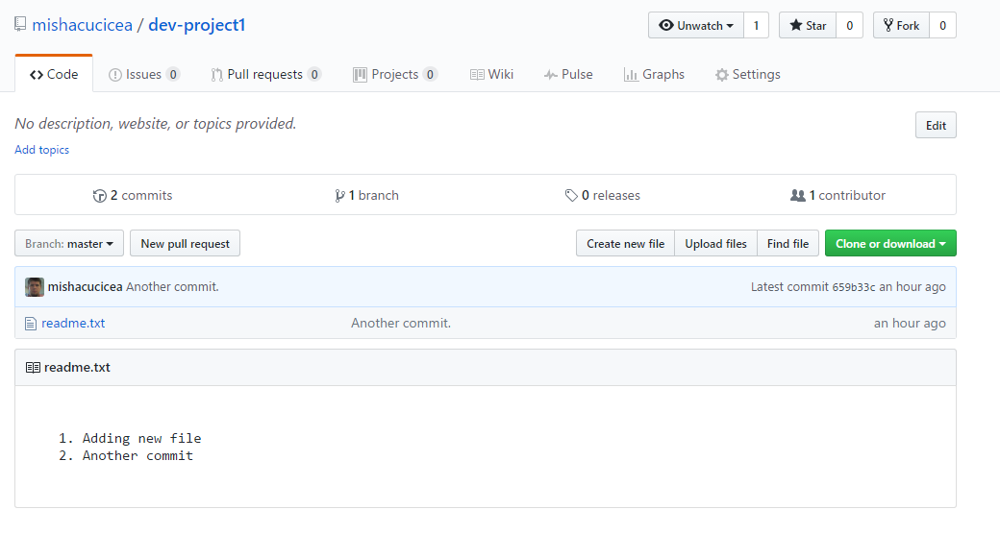 mishacucicea / dev-project1
Unwatch 1 Star 0 Fork 0
Code Issues 0 Pull requests 0 Projects 0 Wiki Pulse Graphs Settings
No description, website, or topics provided. Edit
Add topics
2 commits 1 branch 0 releases 1 contributor
Branch: master New pull request Create new file Upload files Find file Clone or download
mishacucicea Another commit. Latest commit 659b33c an hour ago
readme.txt Another commit. an hour ago
readme.txt
1. Adding new file
2. Another commit